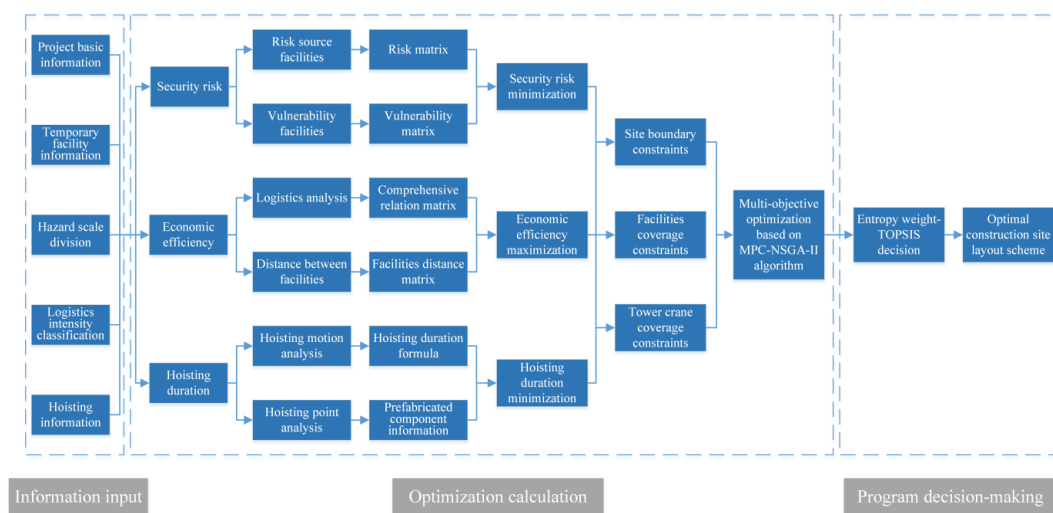 Project basic
information
Temporary
facility
information
Hazard scale
division
Logistics
intensity
classification
Hoisting
information
Security risk
Economic
efficiency
Hoisting
duration
Risk source
facilities
Vulnerability
facilities
Logistics analysis
Distance between
facilities
Hoisting motion
analysis
Hoisting point
analysis
Risk matrix
Vulnerability
matrix
Comprehensive
relation matrix
Facilities distance
matrix
Hoisting duration
formula
Prefabricated
component
information
Security risk
minimization
Economic
efficiency
maximization
Hoisting
duration
minimization
Site boundary
constraints
Facilities
coverage
constraints
Tower crane
coverage
constraints
Multi-objective
optimization
based on
MPC-NSGA-II
algorithm
Entropy weight-
TOPSIS
decision
Optimal
construction site
layout scheme
Information input
Optimization calculation
Program decision-making